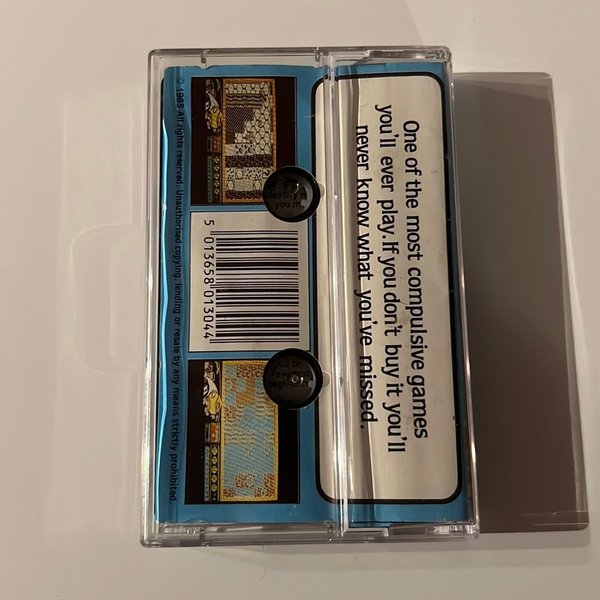 One of the most compulsive games
you'll ever play.If you don't buy it you'll
never know what you've missed.
5 013658 013044
© 1985 All rights reserved. Unauthorised copying, lending or resale by any means strictly prohibited.